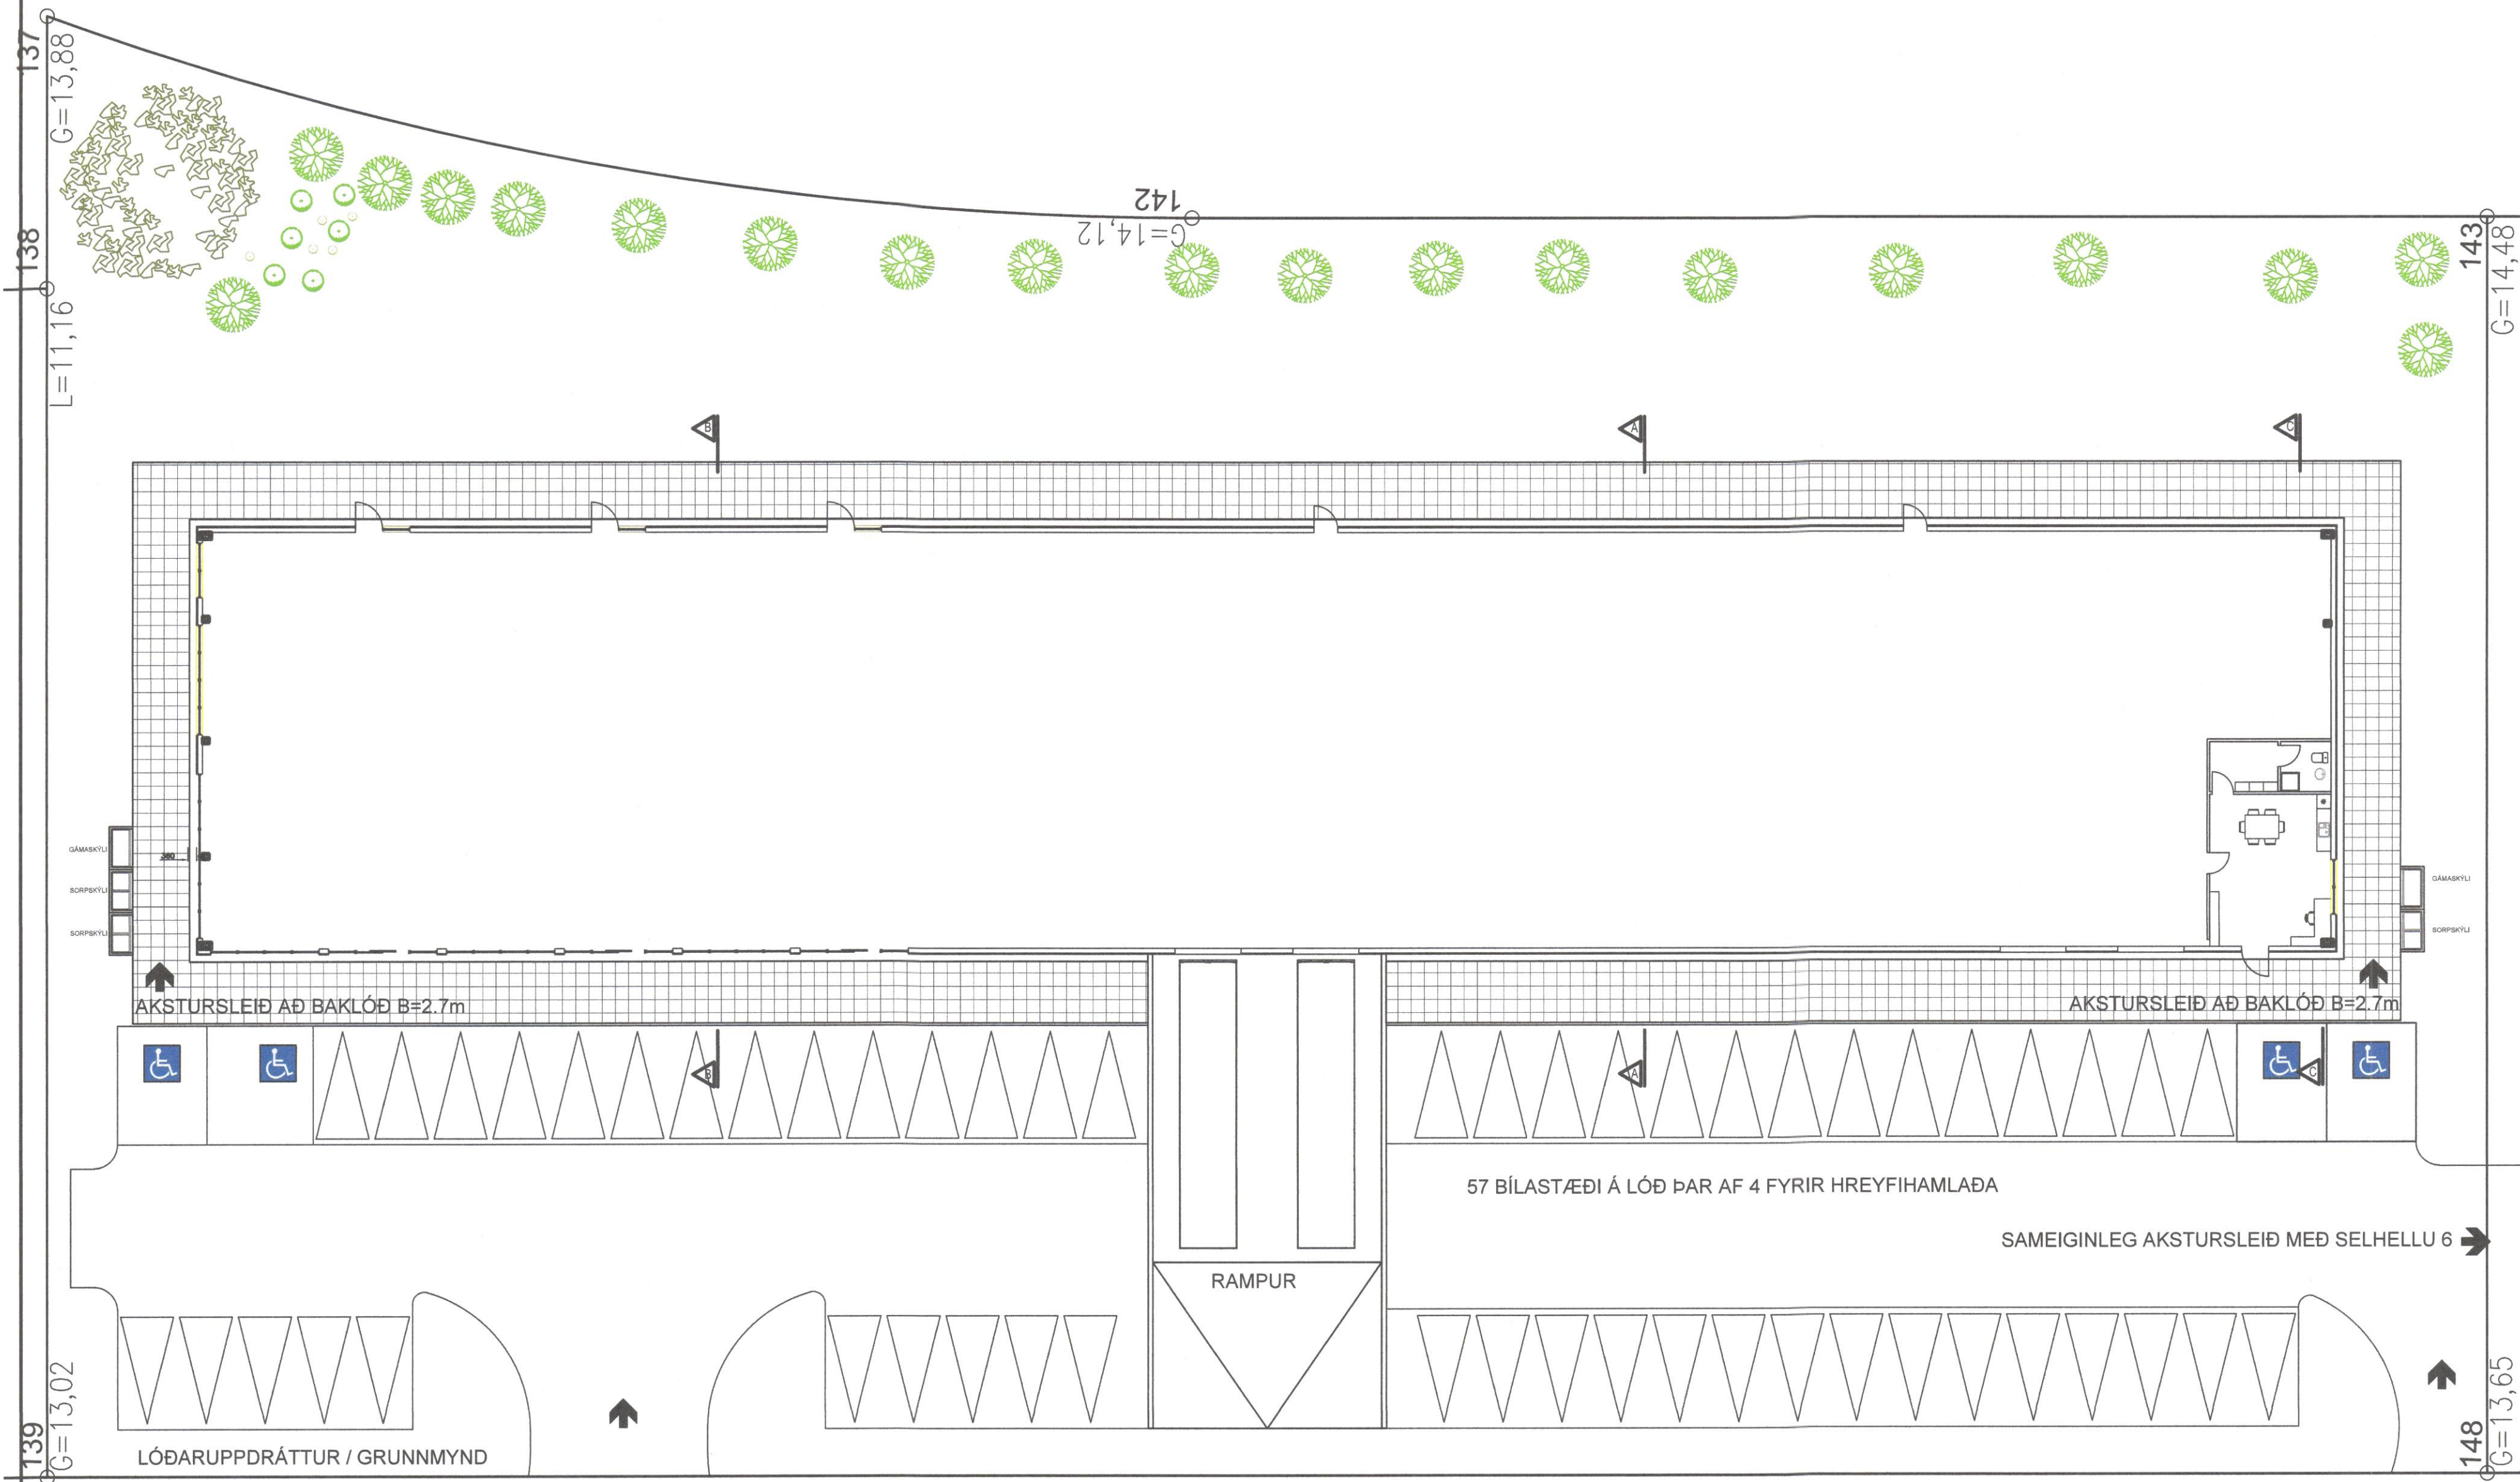 137
G=13,88
138
L=11,16
142
G=14,12
143
G=14,48
B
A
C
GÁMASKÝLI
SORPSKÝLI
SORPSKÝLI
GÁMASKÝLI
SORPSKÝLI
AKSTURSLEIÐ AÐ BAKLÓÐ B=2.7m
AKSTURSLEIÐ AÐ BAKLÓÐ B=2.7m
B
A
C
57 BÍLASTÆÐI Á LÓÐ ÞAR AF 4 FYRIR HREYFIHAMLAÐA
SAMEIGINLEG AKSTURSLEIÐ MEÐ SELHELLU 6
RAMPUR
139
G=13,02
LÓÐARUPPDRÁTTUR / GRUNNMYND
148
G=13,65